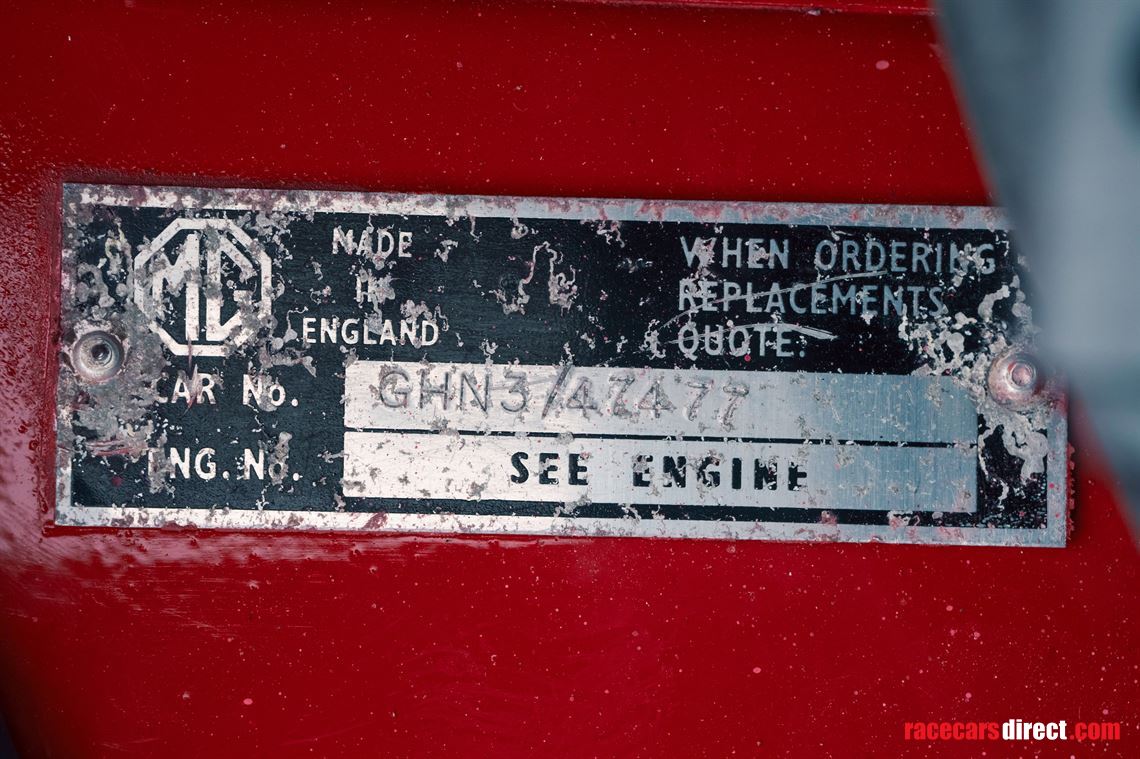 MG
MADE
IN
ENGLAND
WHEN ORDERING
REPLACEMENTS
QUOTE:
CAR No. GHN3/47477
ENG. No. SEE ENGINE
racecarsdirect.com